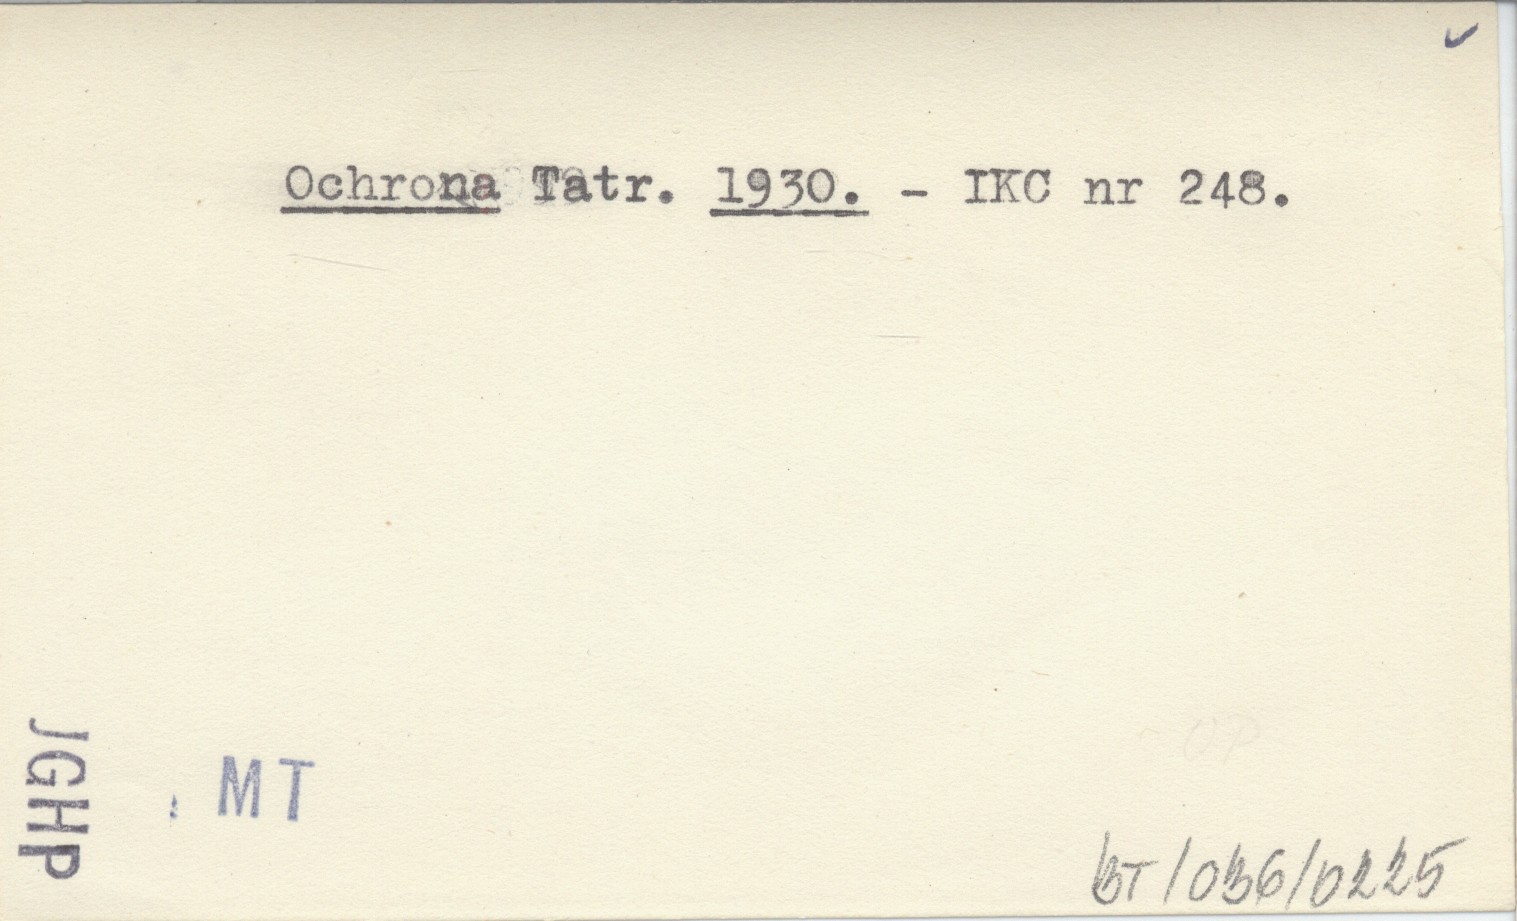 Ochrona Tatr. 1930. - IKC nr 248.
JGHP
MT
BT/036/0225